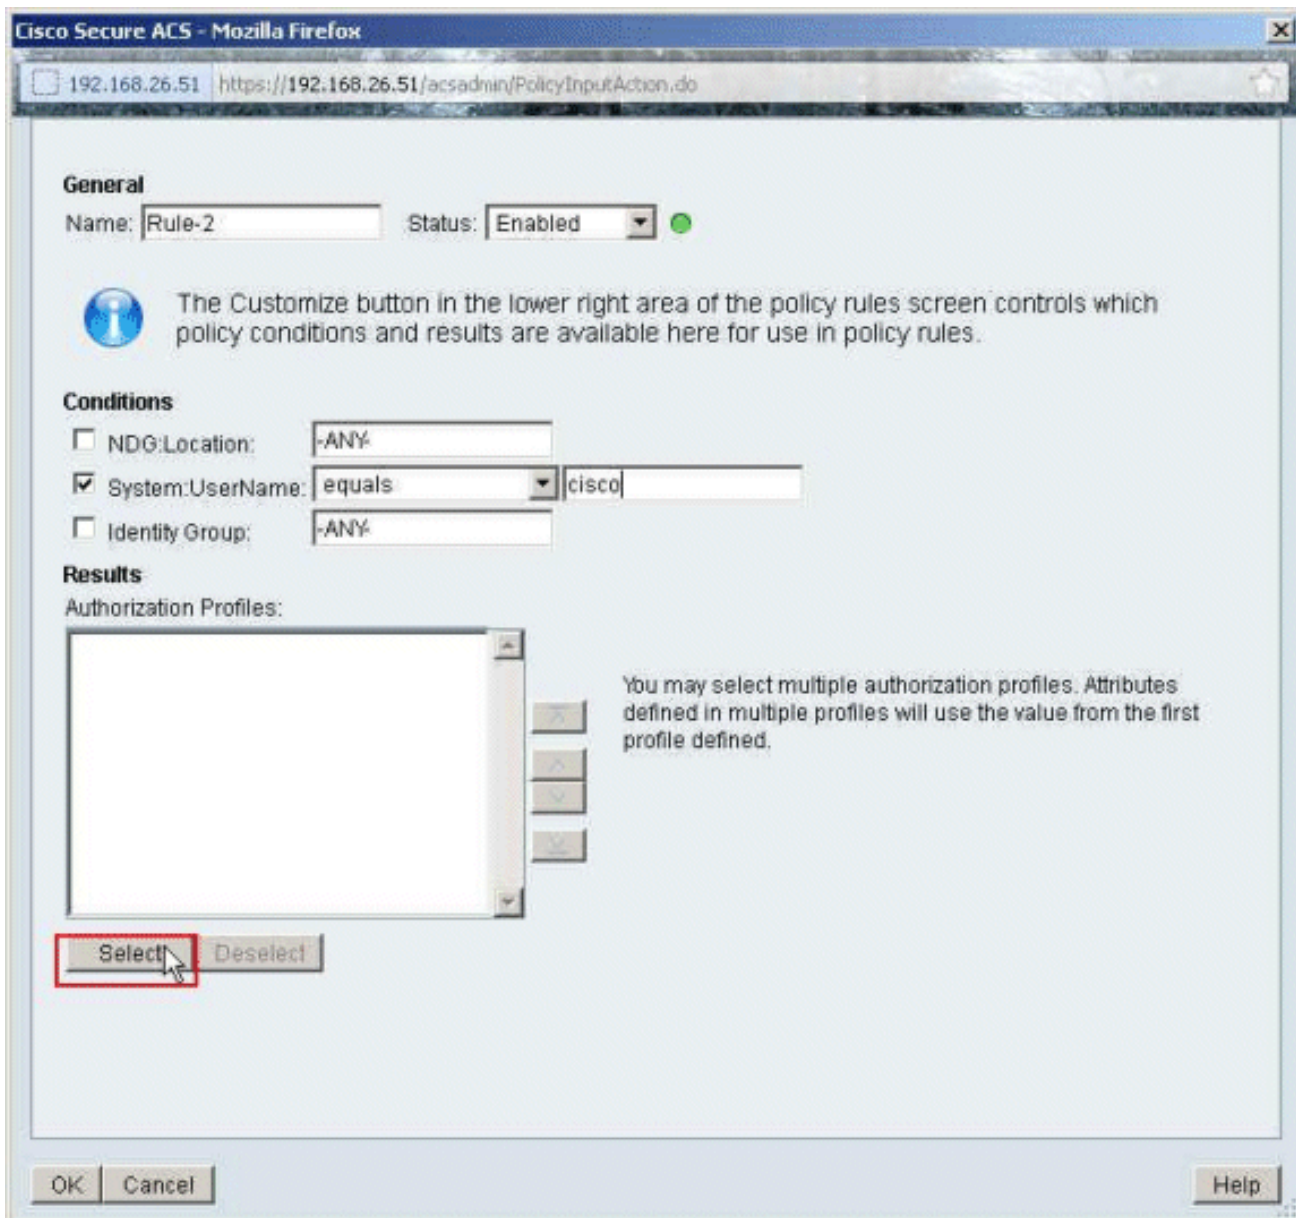 Cisco Secure ACS - Mozilla Firefox
192.168.26.51 https://192.168.26.51/acsadmin/PolicyInputAction.do
General
Name: Rule-2 Status: Enabled
The Customize button in the lower right area of the policy rules screen controls which
policy conditions and results are available here for use in policy rules.
Conditions
NDG:Location: -ANY-
System:UserName: equals cisco
Identity Group: -ANY-
Results
Authorization Profiles:
You may select multiple authorization profiles. Attributes
defined in multiple profiles will use the value from the first
profile defined.
Select Deselect
OK Cancel Help